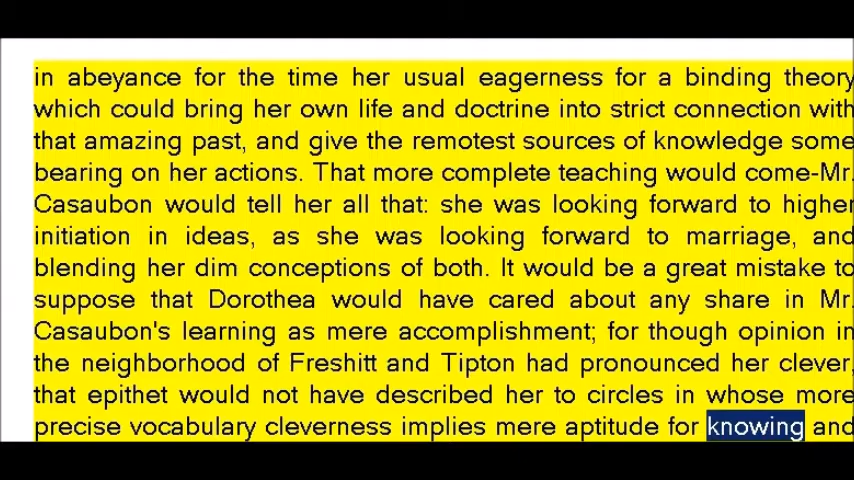 in abeyance for the time her usual eagerness for a binding theory
which could bring her own life and doctrine into strict connection with
that amazing past, and give the remotest sources of knowledge some
bearing on her actions. That more complete teaching would come-Mr.
Casaubon would tell her all that: she was looking forward to higher
initiation in ideas, as she was looking forward to marriage, and
blending her dim conceptions of both. It would be a great mistake to
suppose that Dorothea would have cared about any share in Mr.
Casaubon's learning as mere accomplishment; for though opinion in
the neighborhood of Freshitt and Tipton had pronounced her clever,
that epithet would not have described her to circles in whose more
precise vocabulary cleverness implies mere aptitude for knowing and